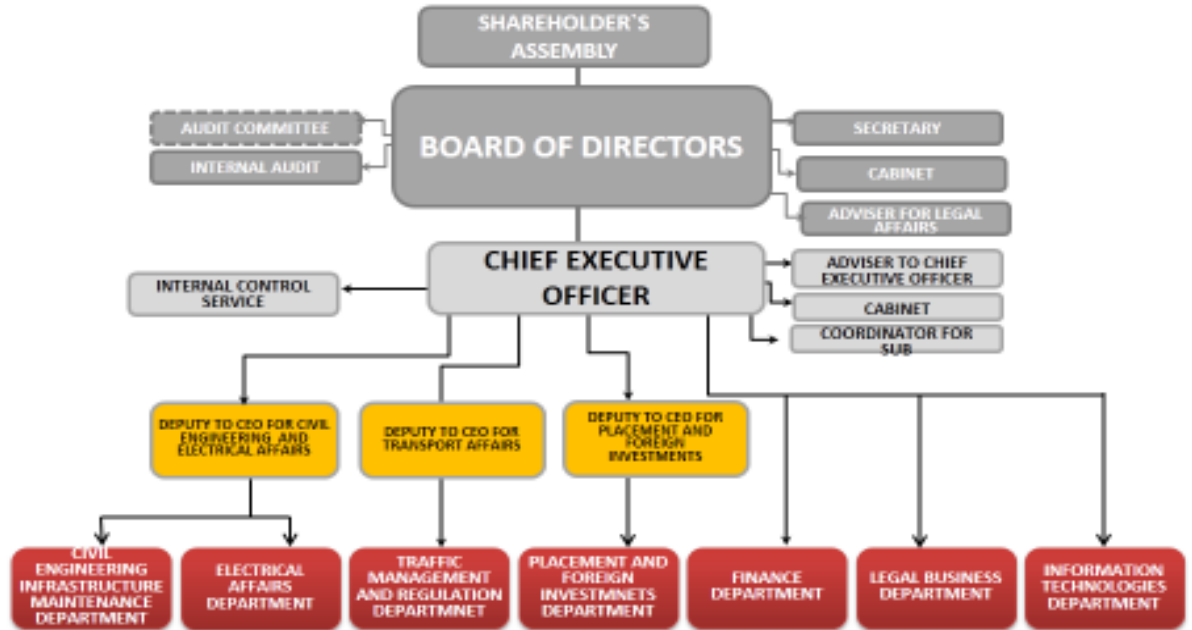 SHAREHOLDER`S
ASSEMBLY
BOARD OF DIRECTORS
AUDIT COMMITTEE
INTERNAL AUDIT
SECRETARY
CABINET
ADVISER FOR LEGAL
AFFAIRS
CHIEF EXECUTIVE
OFFICER
INTERNAL CONTROL
SERVICE
ADVISER TO CHIEF
EXECUTIVE OFFICER
CABINET
COORDINATOR FOR
SUB
DEPUTY TO CEO FOR CIVIL
ENGINEERING AND
ELECTRICAL AFFAIRS
DEPUTY TO CEO FOR
TRANSPORT AFFAIRS
DEPUTY TO CEO FOR
PLACEMENT AND
FOREIGN
INVESTMENTS
CIVIL
ENGINEERING
INFRASTRUCTURE
MAINTENANCE
DEPARTMENT
ELECTRICAL
AFFAIRS
DEPARTMENT
TRAFFIC
MANAGEMENT
AND REGULATION
DEPARTMNET
PLACEMENT AND
FOREIGN
INVESTMNETS
DEPARTMENT
FINANCE
DEPARTMENT
LEGAL BUSINESS
DEPARTMENT
INFORMATION
TECHNOLOGIES
DEPARTMENT